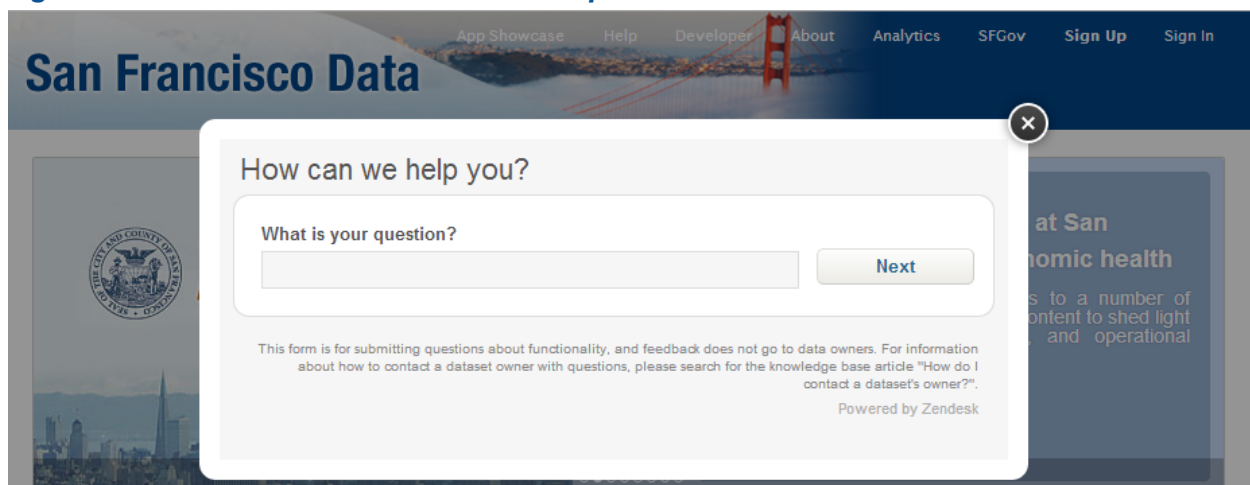 App Showcase Help Developer About Analytics SFGov Sign Up Sign In
San Francisco Data
How can we help you?
What is your question?
Next
This form is for submitting questions about functionality, and feedback does not go to data owners. For information
about how to contact a dataset owner with questions, please search for the knowledge base article "How do I
contact a dataset's owner?".
Powered by Zendesk
at San
nomic health
s to a number of
ontent to shed light
and operational